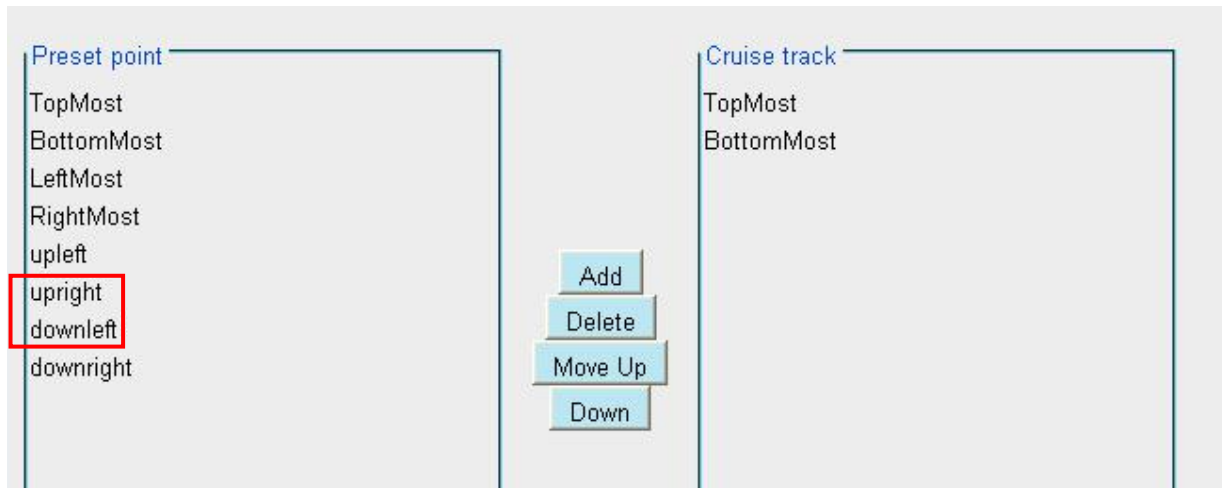 Preset point
TopMost
BottomMost
LeftMost
RightMost
upleft
upright
downleft
downright
Add
Delete
Move Up
Down
Cruise track
TopMost
BottomMost